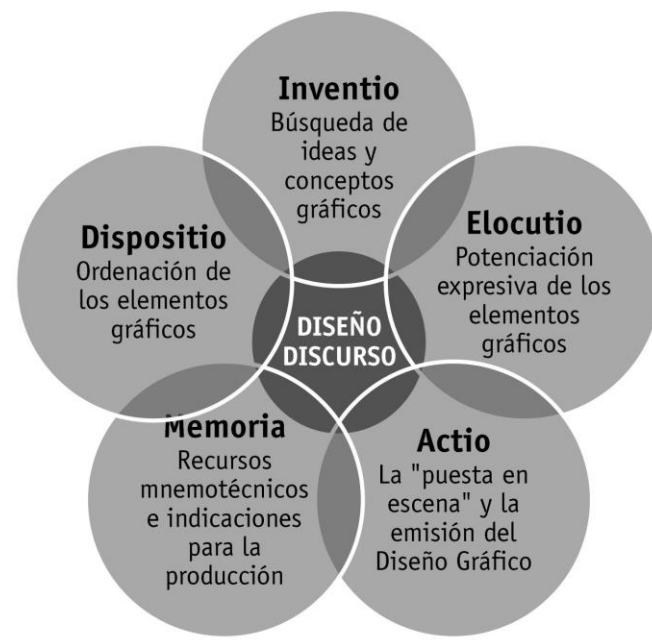 Inventio
Búsqueda de
ideas y
conceptos
gráficos
Elocutio
Potenciación
expresiva de los
elementos
gráficos
Dispositio
Ordenación de
los elementos
gráficos
DISEÑO
DISCURSO
Memoria
Recursos
mnemotécnicos
e indicaciones
para la
producción
Actio
La "puesta en
escena" y la
emisión del
Diseño Gráfico